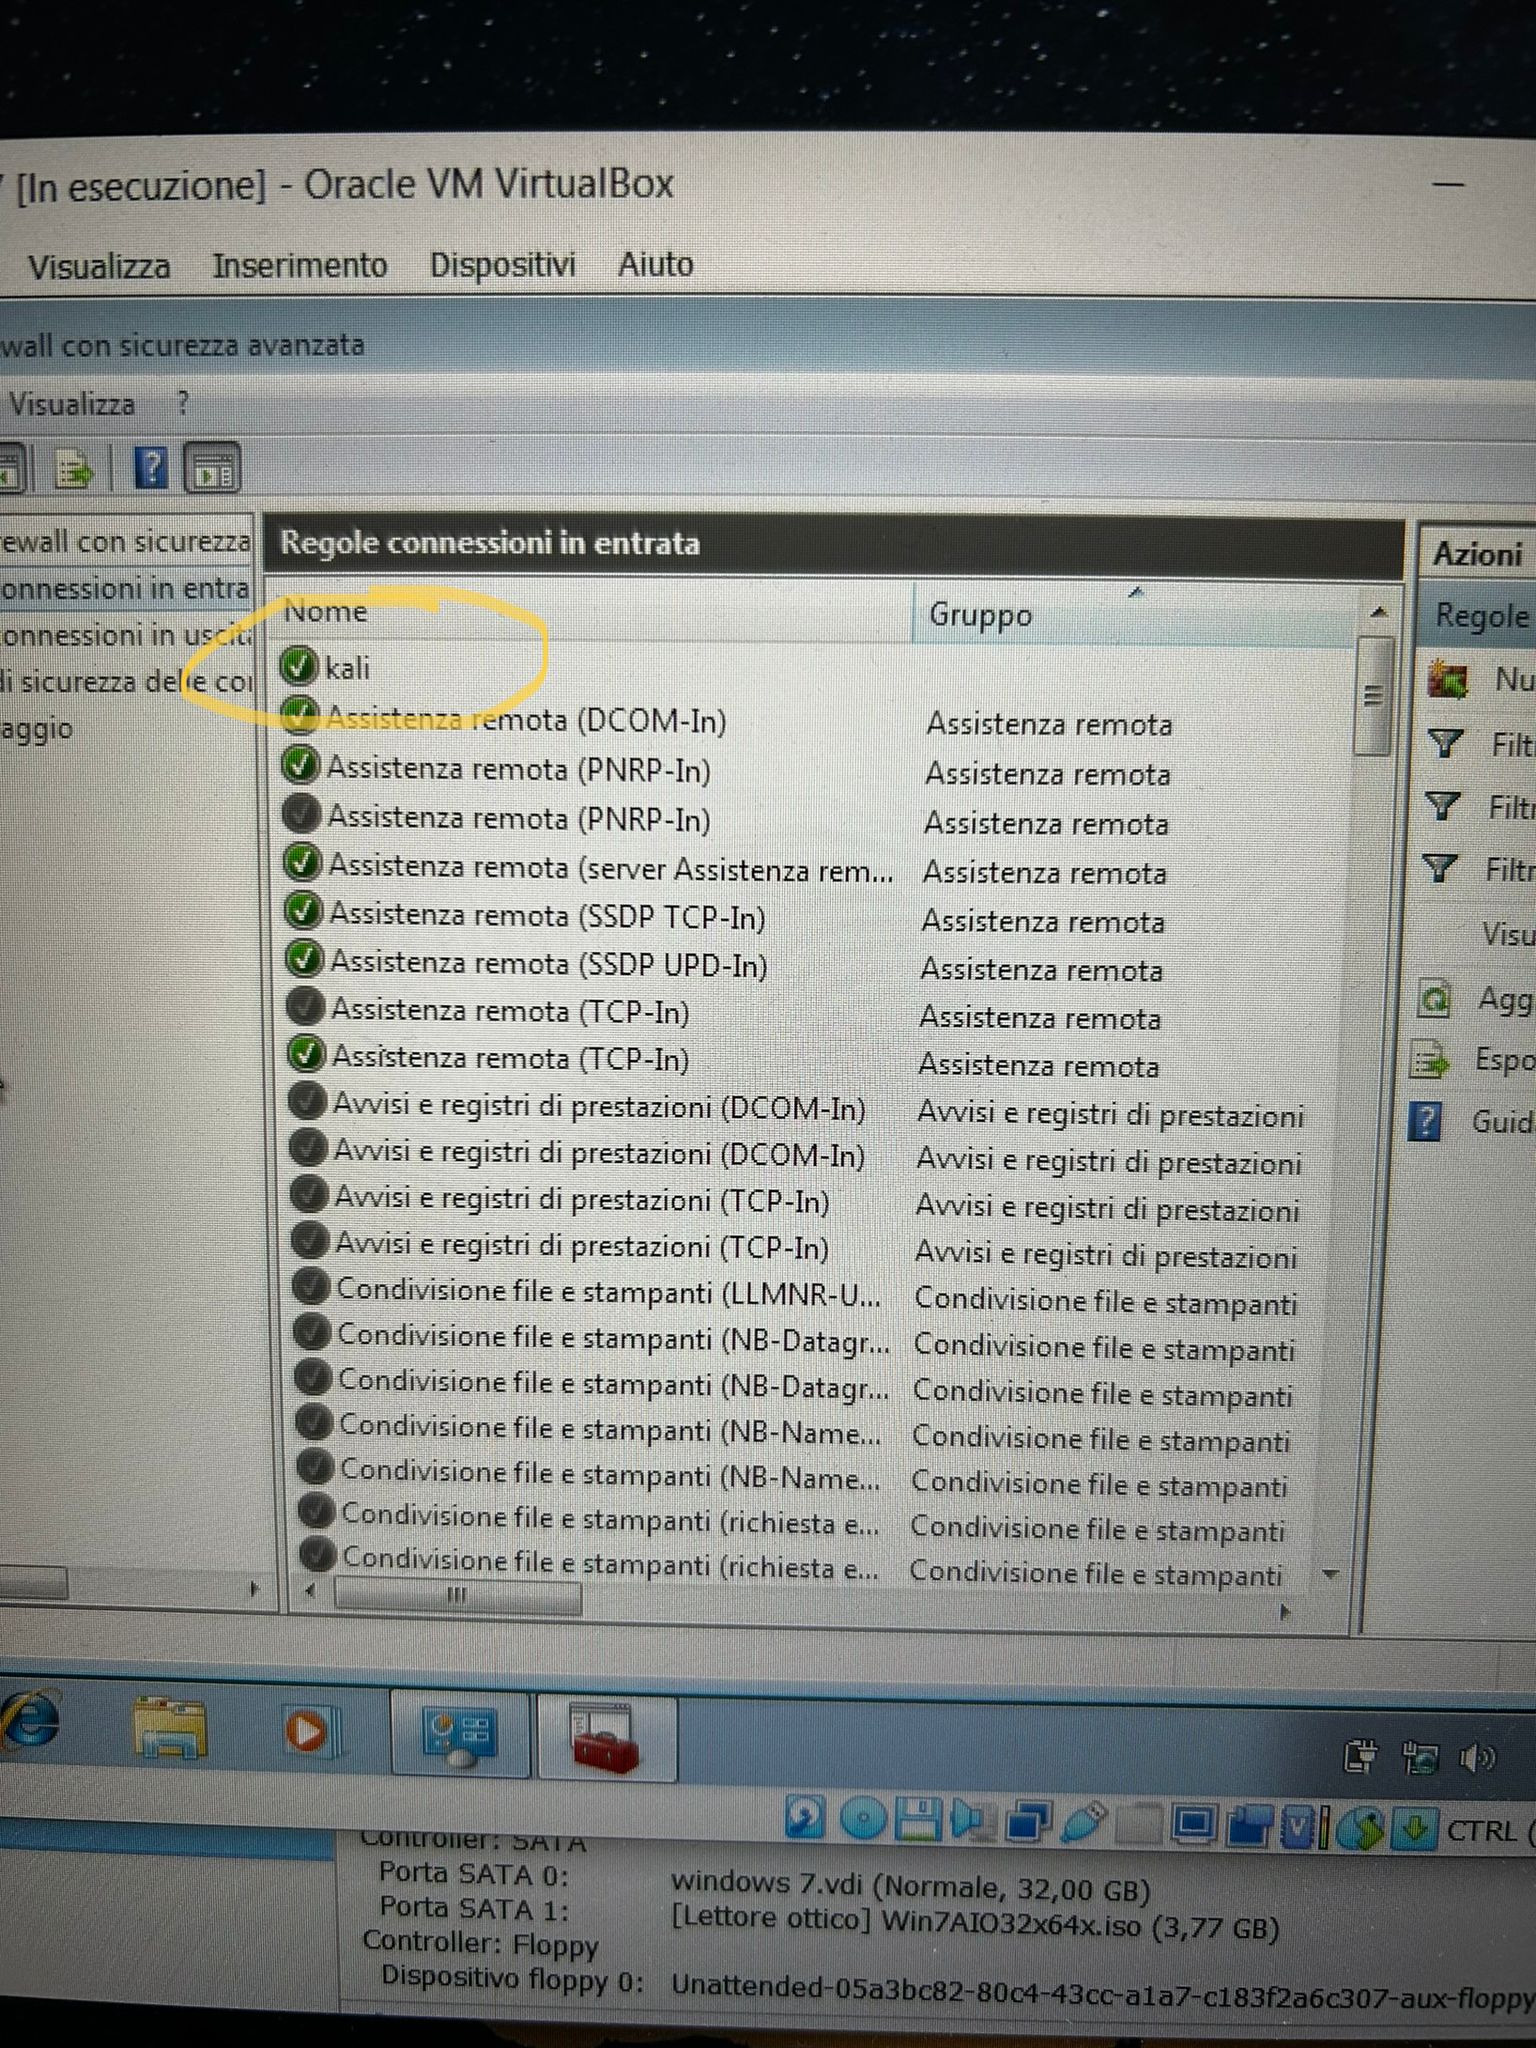 [In esecuzione] - Oracle VM VirtualBox
Visualizza Inserimento Dispositivi Aiuto
wall con sicurezza avanzata
Visualizza ?
ewall con sicurezza
onnessioni in entra
onnessioni in uscit
di sicurezza delle co
aggio
Regole connessioni in entrata
Nome Gruppo
kali
Assistenza remota (DCOM-In) Assistenza remota
Assistenza remota (PNRP-In) Assistenza remota
Assistenza remota (PNRP-In) Assistenza remota
Assistenza remota (server Assistenza rem... Assistenza remota
Assistenza remota (SSDP TCP-In) Assistenza remota
Assistenza remota (SSDP UPD-In) Assistenza remota
Assistenza remota (TCP-In) Assistenza remota
Assistenza remota (TCP-In) Assistenza remota
Avvisi e registri di prestazioni (DCOM-In) Avvisi e registri di prestazioni
Avvisi e registri di prestazioni (DCOM-In) Avvisi e registri di prestazioni
Avvisi e registri di prestazioni (TCP-In) Avvisi e registri di prestazioni
Avvisi e registri di prestazioni (TCP-In) Avvisi e registri di prestazioni
Condivisione file e stampanti (LLMNR-U... Condivisione file e stampanti
Condivisione file e stampanti (NB-Datagr... Condivisione file e stampanti
Condivisione file e stampanti (NB-Datagr... Condivisione file e stampanti
Condivisione file e stampanti (NB-Name... Condivisione file e stampanti
Condivisione file e stampanti (NB-Name... Condivisione file e stampanti
Condivisione file e stampanti (richiesta e... Condivisione file e stampanti
Condivisione file e stampanti (richiesta e... Condivisione file e stampanti
Azioni
Regole
Nu
Filt
Filtr
Filtr
Visu
Agg
Espo
Guid
CTRL (
Controller: SATA
Porta SATA 0: windows 7.vdi (Normale, 32,00 GB)
Porta SATA 1: [Lettore ottico] Win7AIO32x64x.iso (3,77 GB)
Controller: Floppy
Dispositivo floppy 0: Unattended-05a3bc82-80c4-43cc-a1a7-c183f2a6c307-aux-floppy